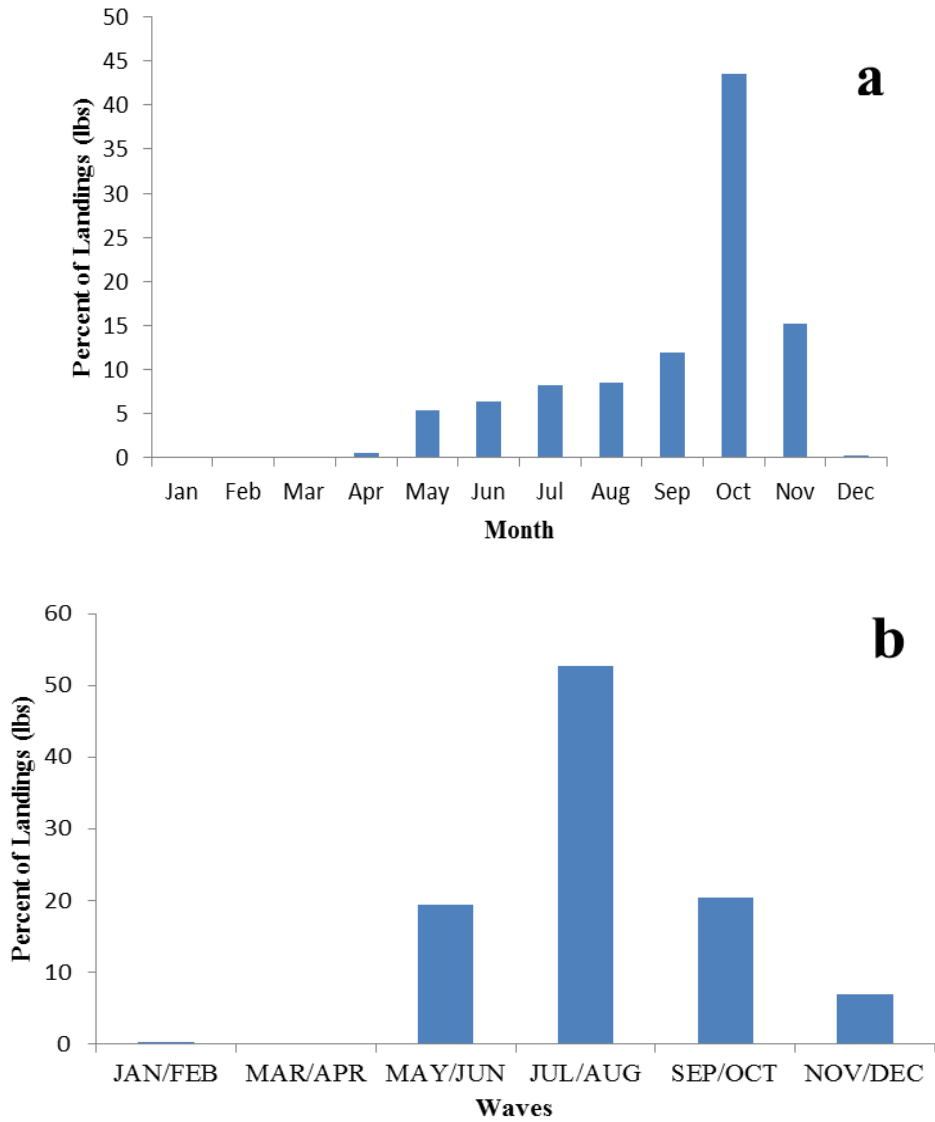 a
Percent of Landings (lbs)
50
45
40
35
30
25
20
15
10
5
0
Jan Feb Mar Apr May Jun Jul Aug Sep Oct Nov Dec
Month
b
Percent of Landings (lbs)
60
50
40
30
20
10
0
JAN/FEB MAR/APR MAY/JUN JUL/AUG SEP/OCT NOV/DEC
Waves